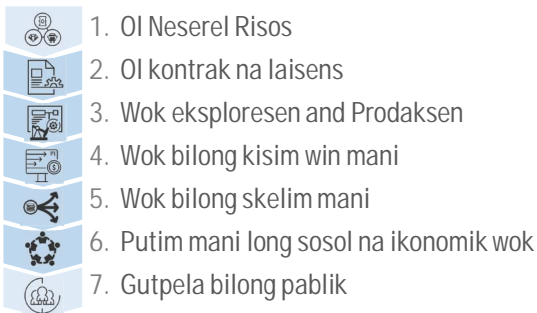 1. Ol Neserel Risos
2. Ol kontrak na laisens
3. Wok eksploresen and Prodaksen
4. Wok bilong kisim win mani
5. Wok bilong skelim mani
6. Putim mani long sosol na ikonomik wok
7. Gutpela bilong pablik